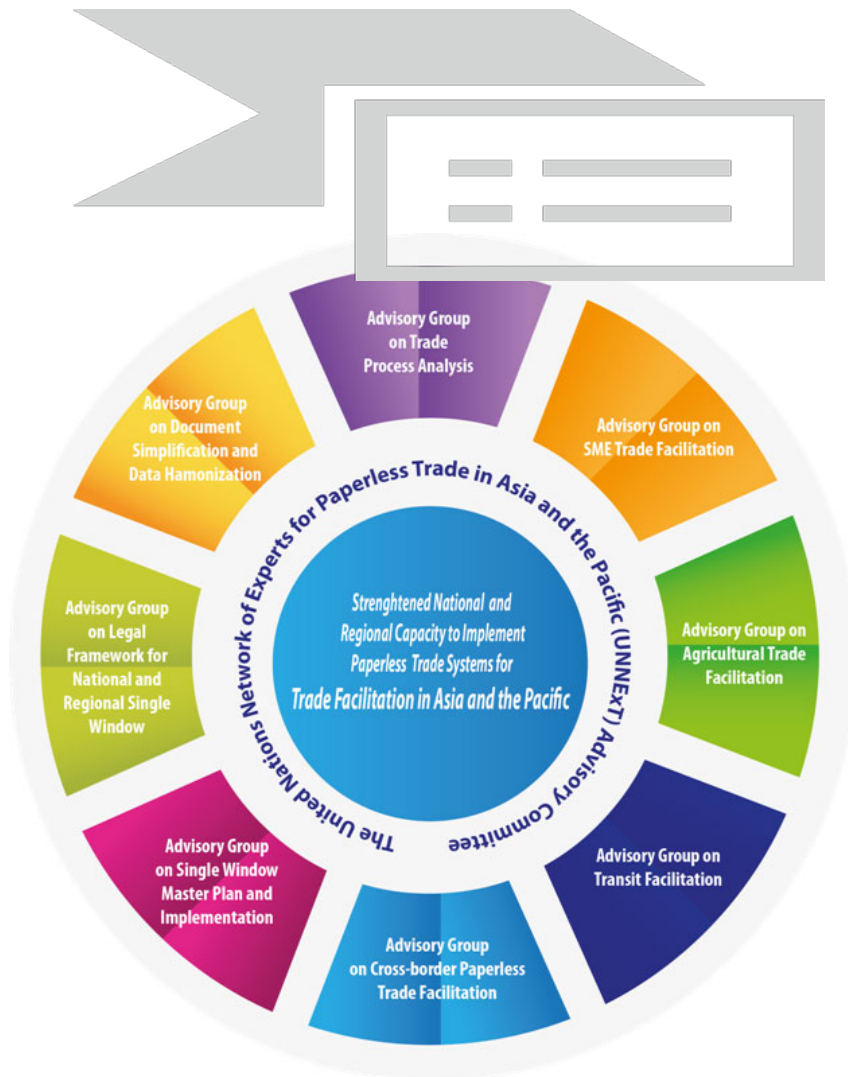 Advisory Group
on Trade
Process Analysis
Advisory Group on
SME Trade Facilitation
Advisory Group on
Agricultural Trade
Facilitation
Advisory Group on
Transit Facilitation
Advisory Group
on Cross-border Paperless
Trade Facilitation
Advisory Group
on Single Window
Master Plan and
Implementation
Advisory Group
on Legal
Framework for
National and
Regional Single
Window
Advisory Group
on Document
Simplification and
Data Hamonization
The United Nations Network of Experts for Paperless Trade in Asia and the Pacific (UNNExT) Advisory Committee
Strenghtened National and
Regional Capacity to Implement
Paperless Trade Systems for
Trade Facilitation in Asia and the Pacific